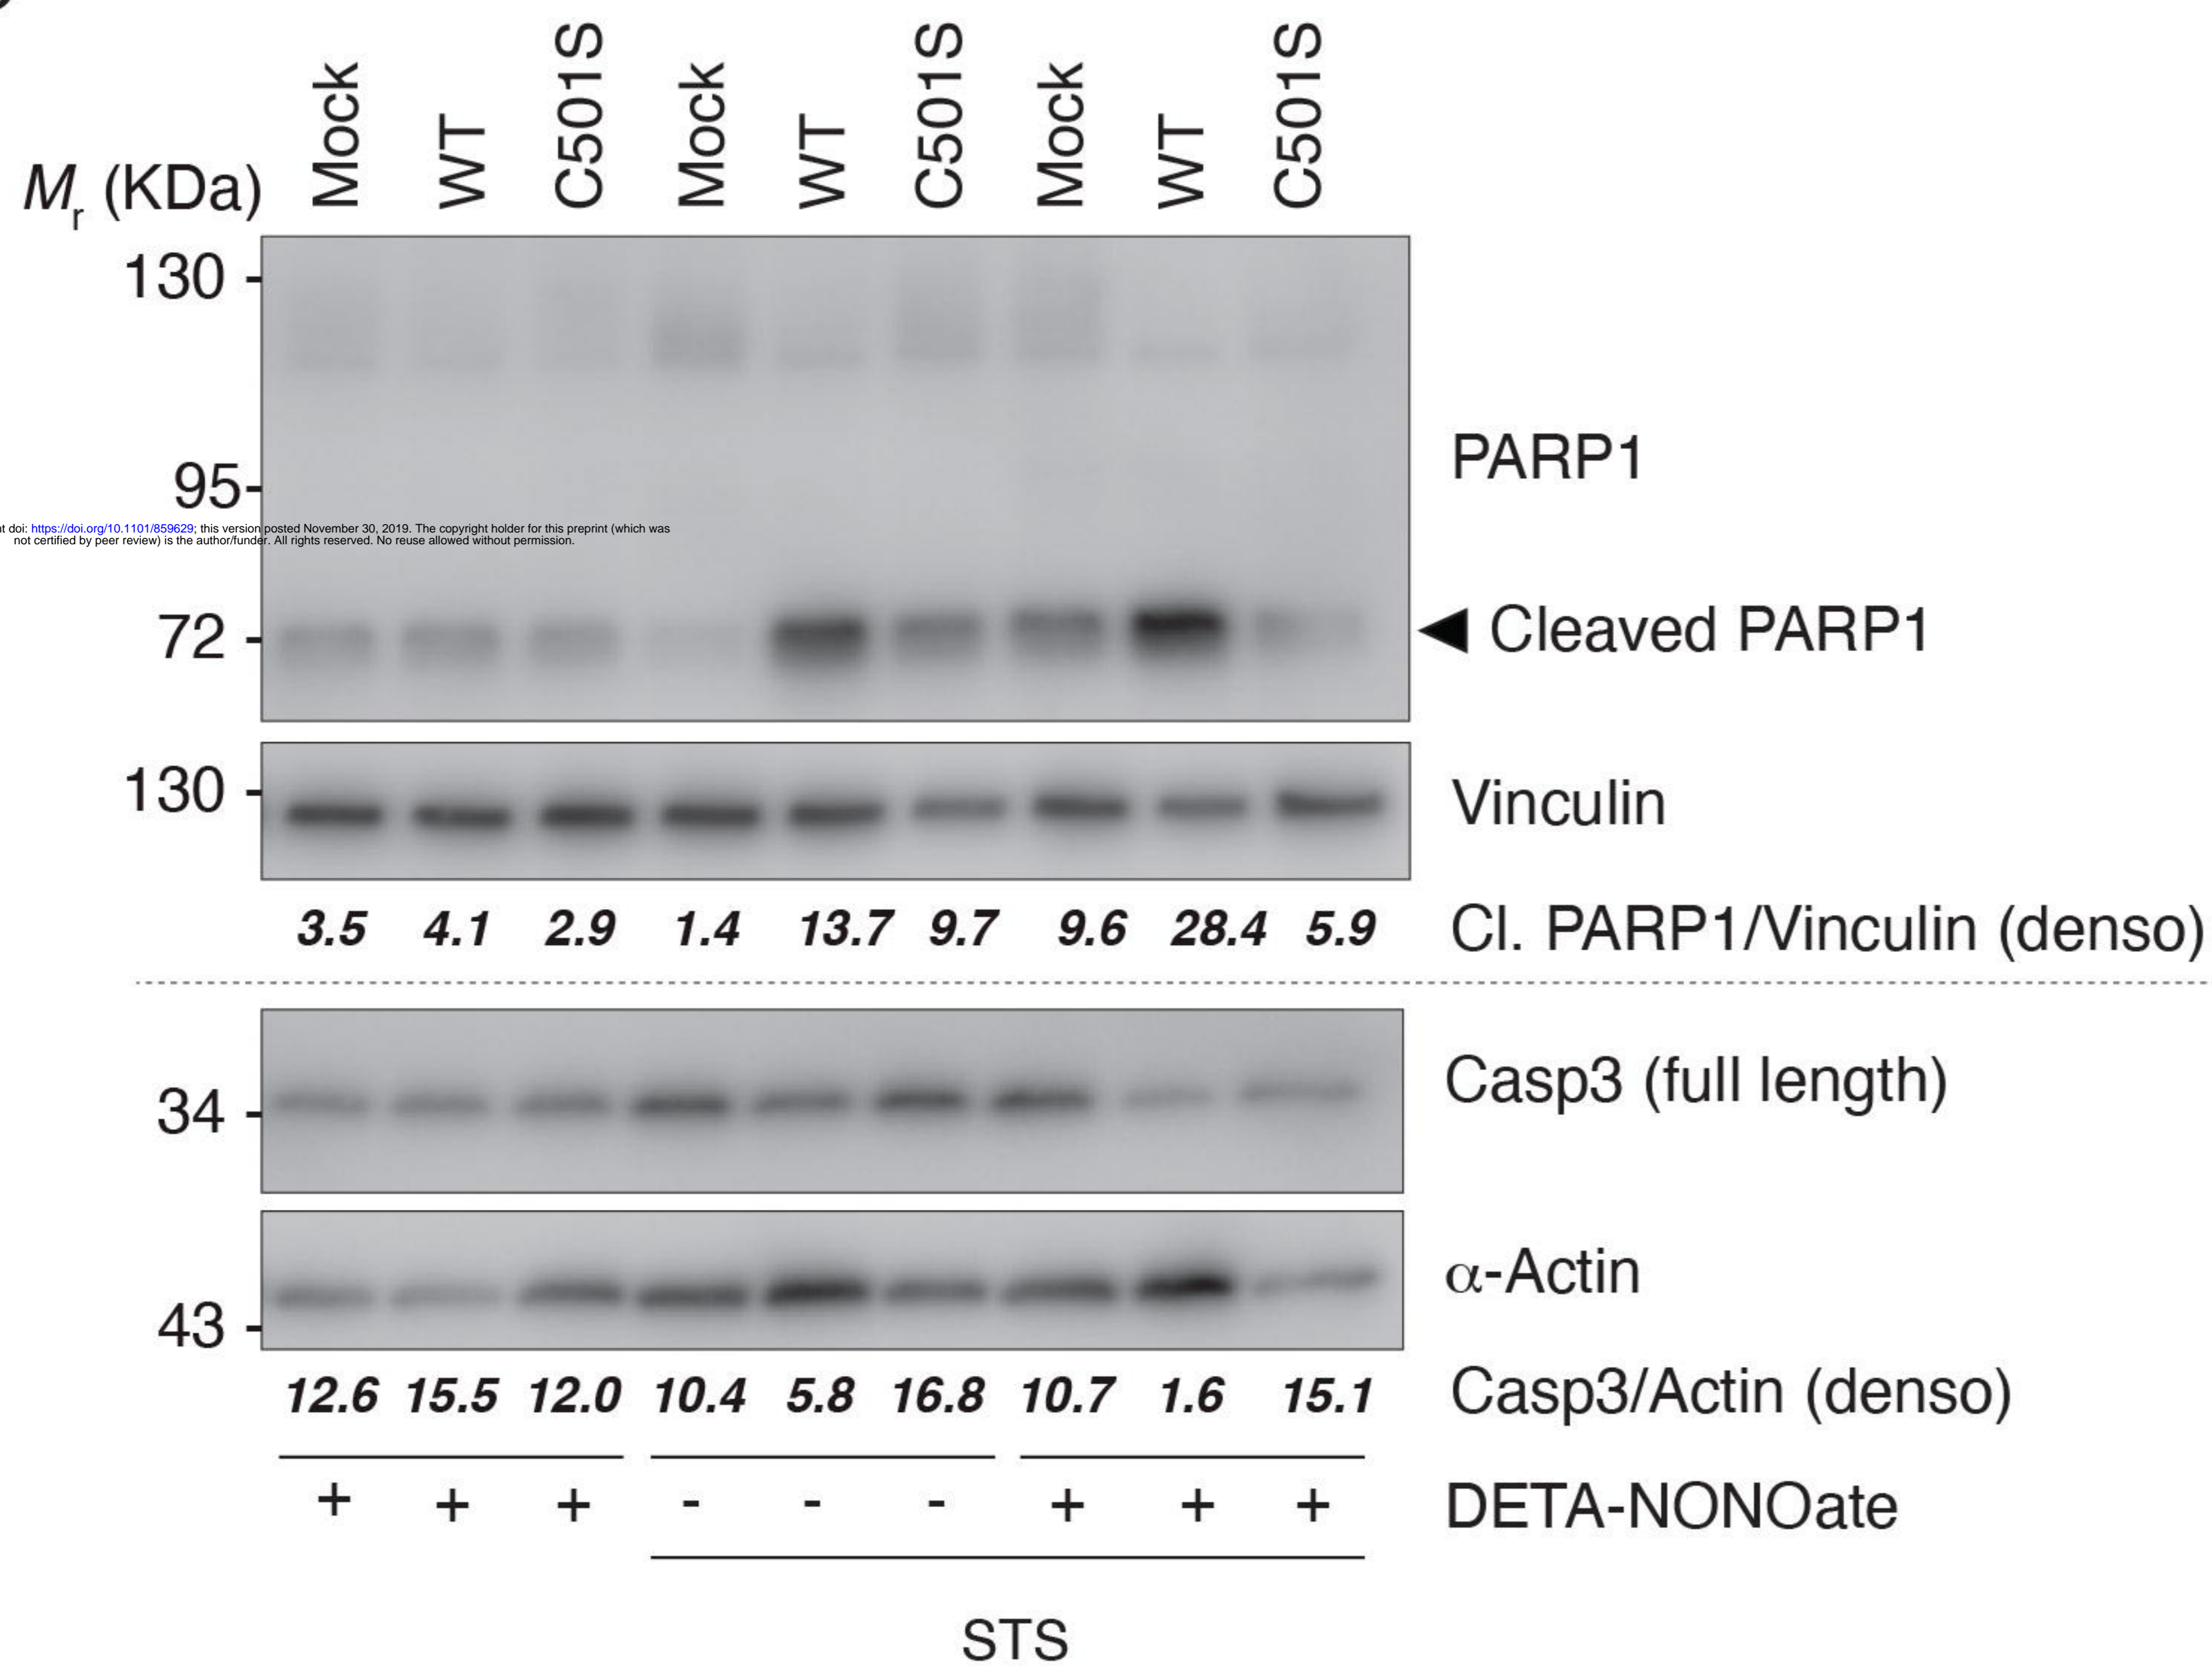 Mock WT C501S Mock WT C501S Mock WT C501S
Mr (KDa)
130 -
95-
PARP1
t doi: https://doi.org/10.1101/859629; this version posted November 30, 2019. The copyright holder for this preprint (which was
not certified by peer review) is the author/funder. All rights reserved. No reuse allowed without permission.
72 -
◄ Cleaved PARP1
130 -
Vinculin
3.5 4.1 2.9 1.4 13.7 9.7 9.6 28.4 5.9 Cl. PARP1/Vinculin (denso)
Casp3 (full length)
34 -
α-Actin
43 -
12.6 15.5 12.0 10.4 5.8 16.8 10.7 1.6 15.1 Casp3/Actin (denso)
+ + + - - - + + + DETA-NONOate
STS